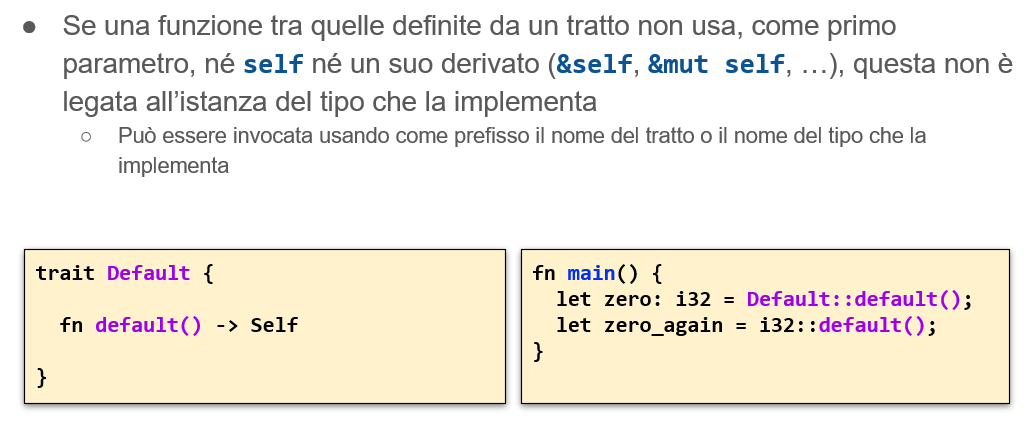 ● Se una funzione tra quelle definite da un tratto non usa, come primo
parametro, né self né un suo derivato (&self, &mut self, …), questa non è
legata all’istanza del tipo che la implementa
○ Può essere invocata usando come prefisso il nome del tratto o il nome del tipo che la
implementa
trait Default {
fn default() -> Self
}
fn main() {
let zero: i32 = Default::default();
let zero_again = i32::default();
}